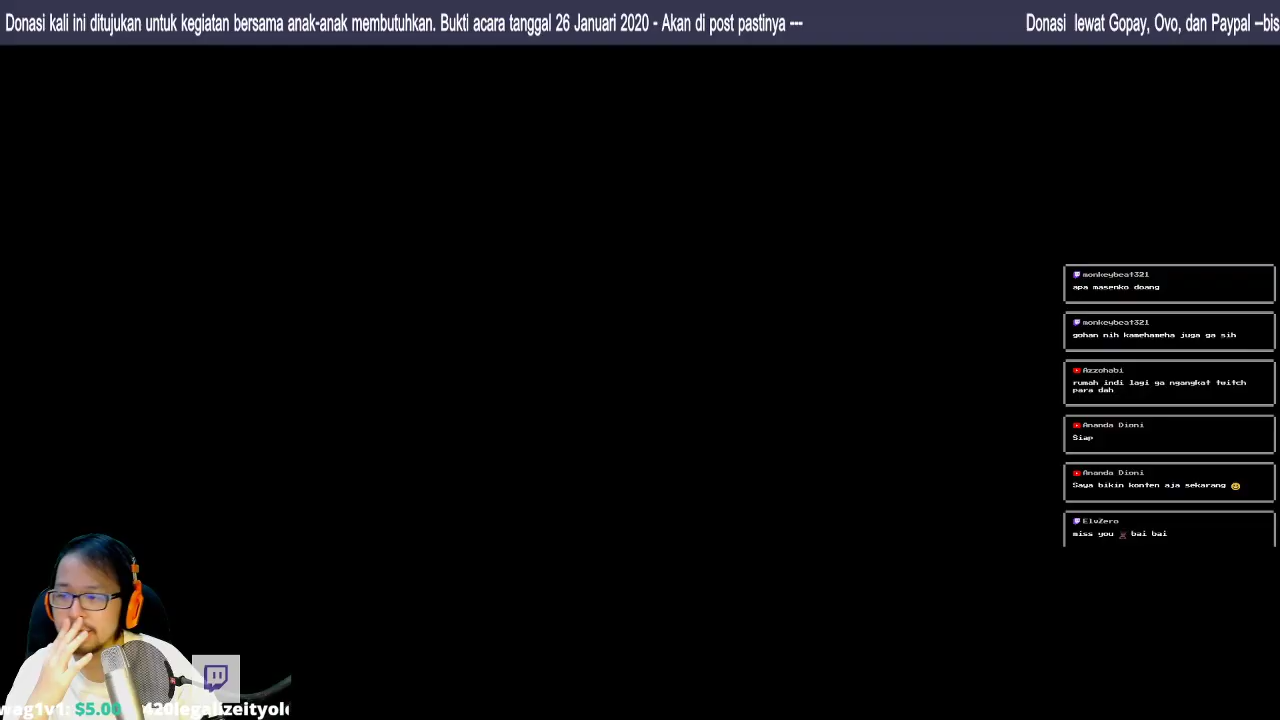 Donasi kali ini ditujukan untuk kegiatan bersama anak-anak membutuhkan. Bukti acara tanggal 26 Januari 2020 - Akan di post pastinya --- Donasi lewat Gopay, Ovo, dan Paypal --bis
monkeybeat321
apa masenko doang
monkeybeat321
gohan nih kamehameha juga ga sih
Azzohabi
rumah indi lagi ga ngangkat twitch
para dah
Ananda Dioni
Siap
Ananda Dioni
Saya bikin konten aja sekarang
ElvZero
miss you bai bai
wag1v1: $5.00 420legalizeityol